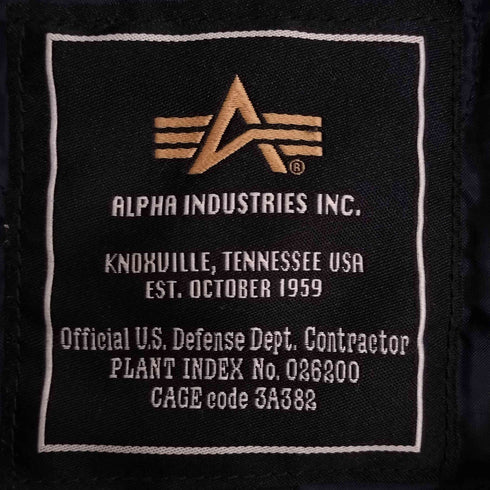 ®
ALPHA INDUSTRIES INC.
KNOXVILLE, TENNESSEE USA
EST. OCTOBER 1959
Official U.S. Defense Dept. Contractor
PLANT INDEX No. 026200
CAGE code 3A382